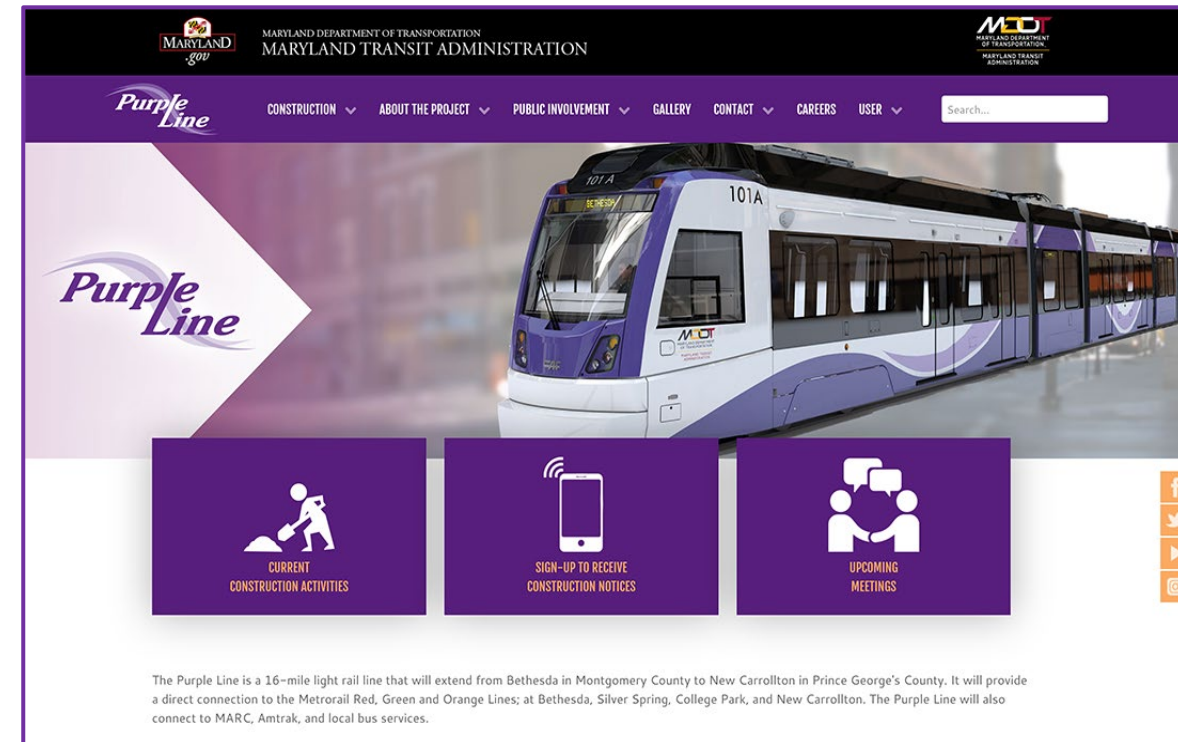 MARYLAND
.gov
MARYLAND DEPARTMENT OF TRANSPORTATION
MARYLAND TRANSIT ADMINISTRATION
MDOT
MARYLAND DEPARTMENT
OF TRANSPORTATION
MARYLAND TRANSIT
ADMINISTRATION
Purple
Line
CONSTRUCTION
ABOUT THE PROJECT
PUBLIC INVOLVEMENT
GALLERY
CONTACT
CAREERS
USER
Search...
101 A
BETHESDA
101A
MDOT
Purple
Line
CURRENT
CONSTRUCTION ACTIVITIES
SIGN-UP TO RECEIVE
CONSTRUCTION NOTICES
UPCOMING
MEETINGS
The Purple Line is a 16-mile light rail line that will extend from Bethesda in Montgomery County to New Carrollton in Prince George's County. It will provide
a direct connection to the Metrorail Red, Green and Orange Lines; at Bethesda, Silver Spring, College Park, and New Carrollton. The Purple Line will also
connect to MARC, Amtrak, and local bus services.